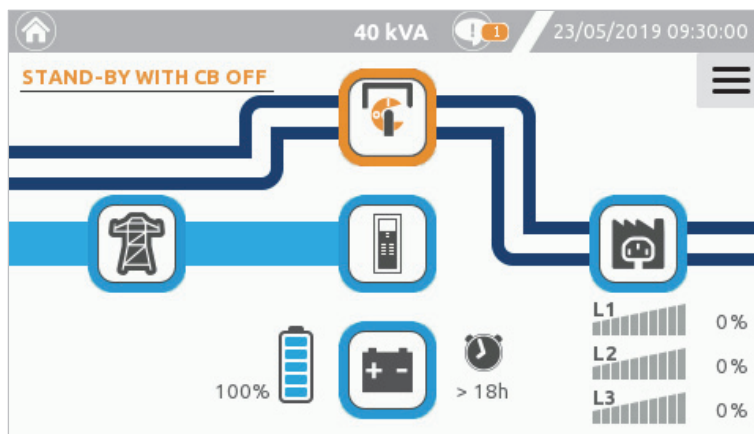 40 kVA 1 23/05/2019 09:30:00
STAND-BY WITH CB OFF
L1 0%
L2 0%
100% > 18h
L3 0%